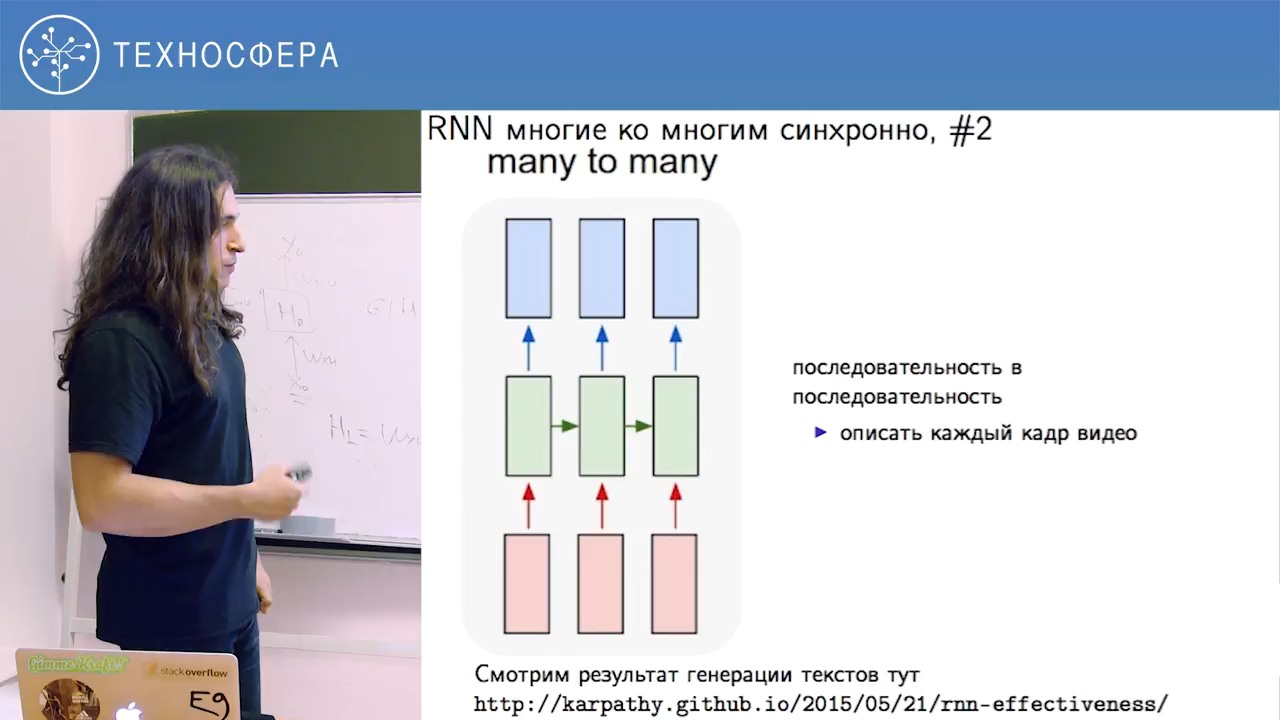 ТЕХНОСФЕРА
RNN многие ко многим синхронно, #2
many to many
последовательность в
последовательность
► описать каждый кадр видео
Смотрим результат генерации текстов тут
http://karpathy.github.io/2015/05/21/rnn-effectiveness/
stackoverflow
E9